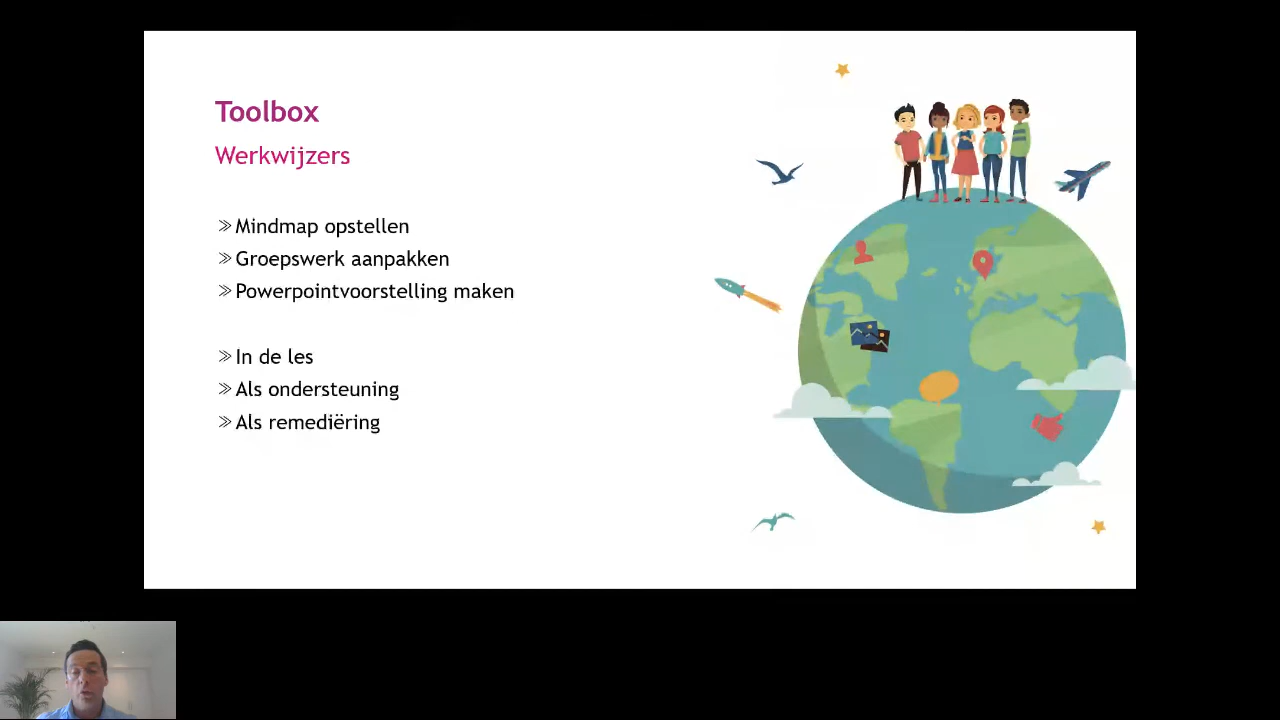 Toolbox
Werkwijzers
Mindmap opstellen
Groepswerk aanpakken
Powerpointvoorstelling maken
In de les
Als ondersteuning
Als remediëring